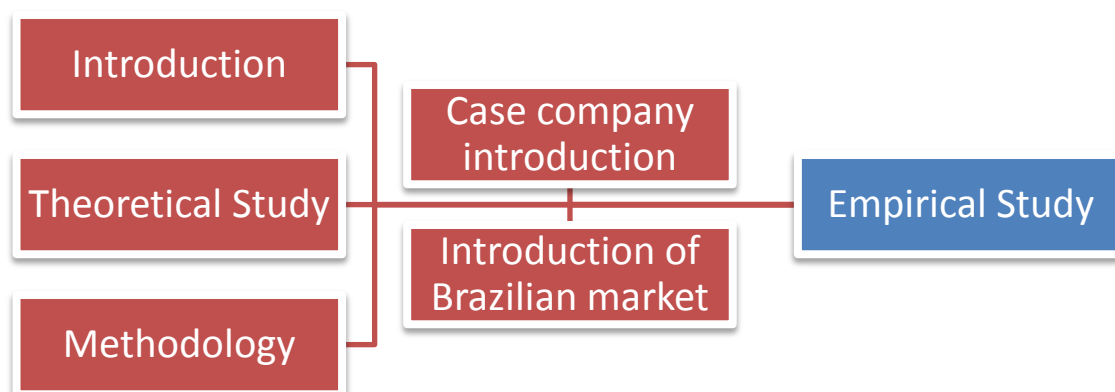 Introduction
Theoretical Study
Methodology
Case company
introduction
Introduction of
Brazilian market
Empirical Study